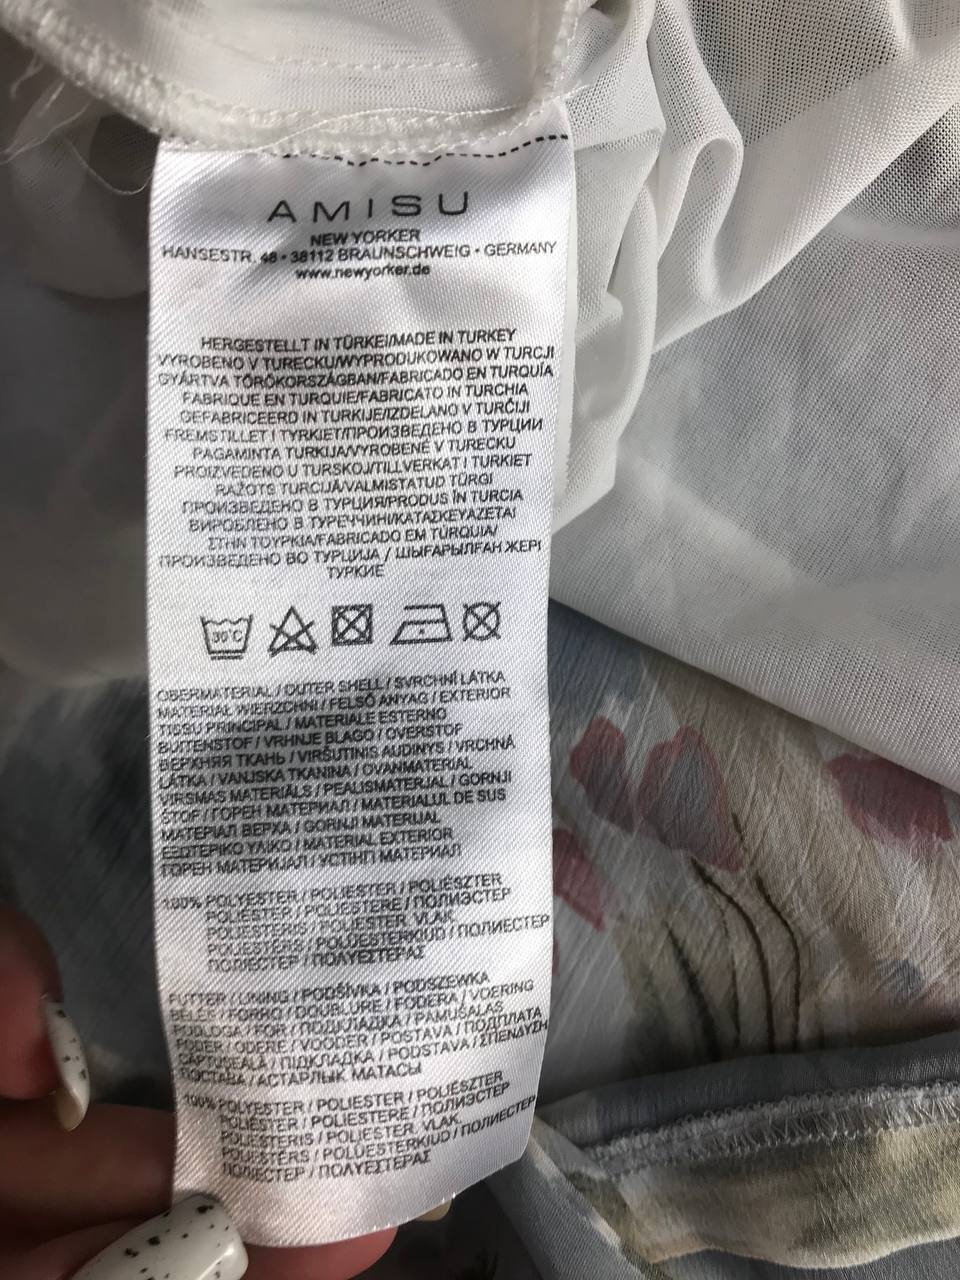 AMISU
NEW YORKER
HANSESTR. 48 • 38112 BRAUNSCHWEIG • GERMANY
www.newyorker.de
HERGESTELLT IN TÜRKEI/MADE IN TURKEY
VYROBENO V TURECKU/WYPRODUKOWANO W TURCJI
GYÁRTVA TÖRÖKORSZÁGBAN/FABRICADO EN TURQUÍA
FABRIQUE EN TURQUIE/FABRICATO IN TURCHIA
GEFABRICEERD IN TURKIJE/IZDELANO V TURČIJI
FREMSTILLET I TYRKIET/ПРОИЗВЕДЕНО В ТУРЦИИ
PAGAMINTA TURKIJA/VYROBENÉ V TURECKU
PROIZVEDENO U TURSKOJ/TILLVERKAT I TURKIET
RAŽOTS TURCIJĀ/VALMISTATUD TÜRGI
ПРОИЗВЕДЕНО В ТУРЦИЯ/PRODUS ÎN TURCIA
ВИРОБЛЕНО В ТУРЕЧЧИНІ/ΚΑΤΑΣΚΕΥΑΖΕΤΑΙ
ΣΤΗΝ ΤΟΥΡΚΙΑ/FABRICADO EM TURQUIA/
ПРОИЗВЕДЕНО ВО ТУРЦИЈА / ШЫҒАРЫЛҒАН ЖЕРІ
ТУРКИЕ
30°C
OBERMATERIAL / OUTER SHELL / SVRCHNÍ LÁTKA
MATERIAŁ WIERZCHNI / FELSŐ ANYAG / EXTERIOR
TISSU PRINCIPAL / MATERIALE ESTERNO
BUITENSTOF / VRHNJE BLAGO / OVERSTOF
ВЕРХНЯЯ ТКАНЬ / VIRŠUTINIS AUDINYS / VRCHNÁ
LÁTKA / VANJSKA TKANINA / OVANMATERIAL
VIRSMAS MATERIĀLS / PEALISMATERJAL / GORNJI
ŠTOF / ГОРЕН МАТЕРИАЛ / MATERIALUL DE SUS
МАТЕРІАЛ ВЕРХА / GORNJI MATERIJAL
ΕΞΩΤΕΡΙΚΟ ΥΛΙΚΟ / MATERIAL EXTERIOR
ГОРЕН МАТЕРИЈАЛ / ҮСТІҢГІ МАТЕРИАЛ
100% POLYESTER / POLIESTER / POLIÉSZTER
POLIÉSTER / POLIESTERE / ПОЛИЭСТЕР
POLIESTERIS / POLIESTER. VLAK.
POLIESTERS / POLÜESTERKIUD / ПОЛИЕСТЕР
ПОЛІЕСТЕР / ΠΟΛΥΕΣΤΕΡΑΣ
FUTTER / LINING / PODŠÍVKA / PODSZEWKA
BÉLÉS / FORRO / DOUBLURE / FODERA / VOERING
PODLOGA / FOR / ПОДКЛАДКА / PAMUŠALAS
FODER / ODERE / VOODER / POSTAVA / ПОДПЛАТА
CĂPTUȘEALĂ / ПІДКЛАДКА / PODSTAVA / ΕΠΕΝΔΥΣΗ
ПОСТАВА / АСТАРЛЫҚ МАТАСЫ
100% POLYESTER / POLIESTER / POLIÉSZTER
POLIÉSTER / POLIESTERE / ПОЛИЭСТЕР
POLIESTERIS / POLIESTER. VLAK.
POLIESTERS / POLÜESTERKIUD / ПОЛИЕСТЕР
ПОЛІЕСТЕР / ΠΟΛΥΕΣΤΕΡΑΣ